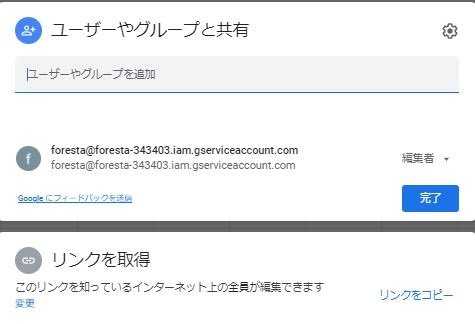 ユーザーやグループと共有
ユーザーやグループを追加
f
foresta@foresta-343403.iam.gserviceaccount.com
編集者
foresta@foresta-343403.iam.gserviceaccount.com
Google にフィードバックを送信
完了
リンクを取得
このリンクを知っているインターネット上の全員が編集できます
リンクをコピー
変更